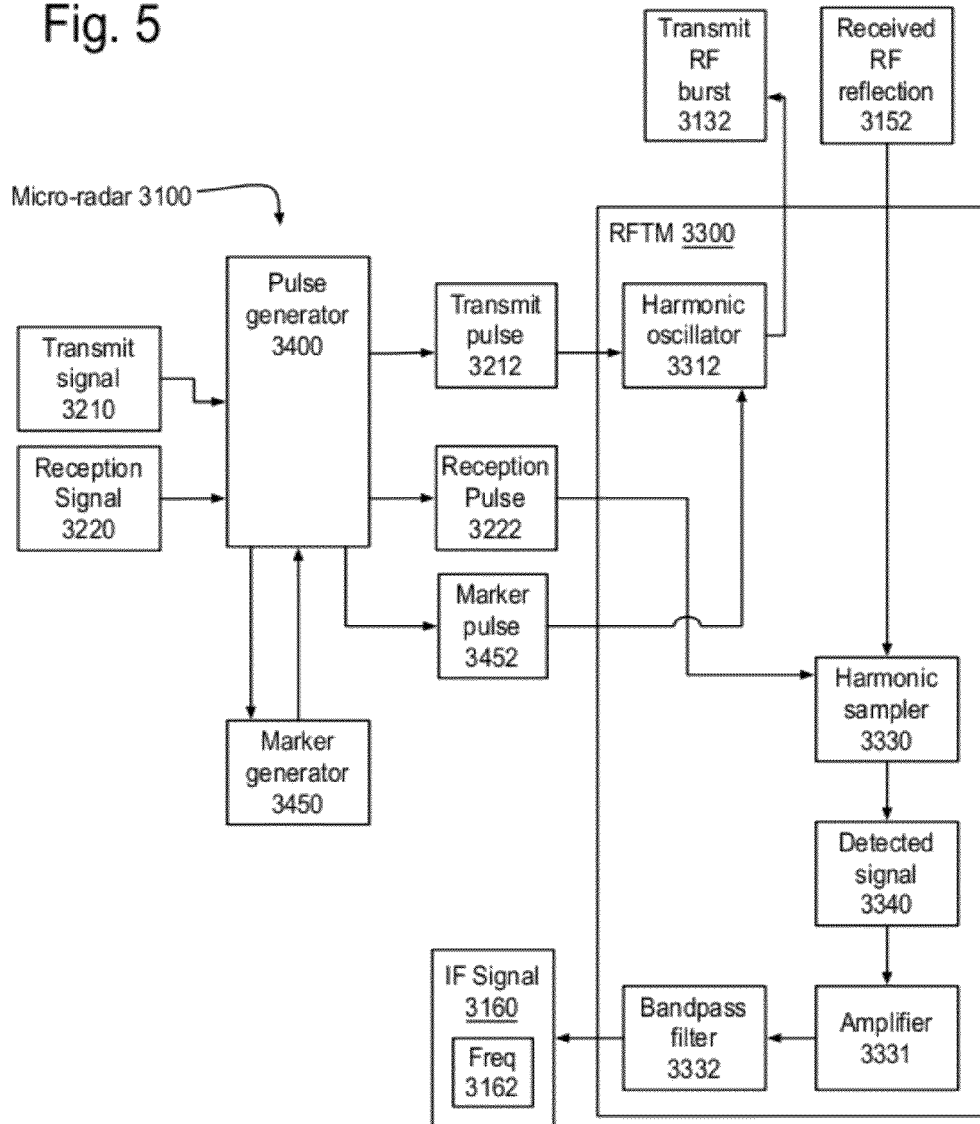 Fig. 5
Transmit
RF
burst
3132
Received
RF
reflection
3152
Micro-radar 3100
RFTM 3300
Pulse
generator
3400
Transmit
pulse
3212
Harmonic
oscillator
3312
Transmit
signal
3210
Reception
Signal
3220
Reception
Pulse
3222
Marker
pulse
3452
Harmonic
sampler
3330
Marker
generator
3450
Detected
signal
3340
IF Signal
3160
Freq
3162
Bandpass
filter
3332
Amplifier
3331